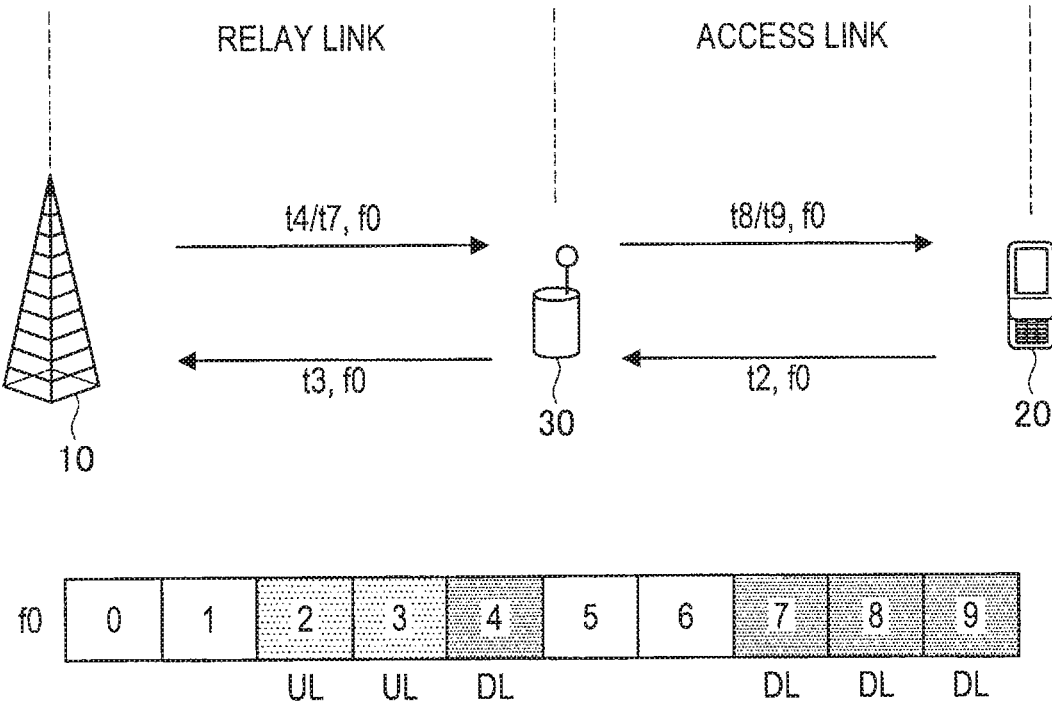 RELAY LINK
ACCESS LINK
t4/t7, f0
t8/t9, f0
t3, f0
t2, f0
10
30
20
f0 0 1 2 3 4 5 6 7 8 9
UL UL DL DL DL DL